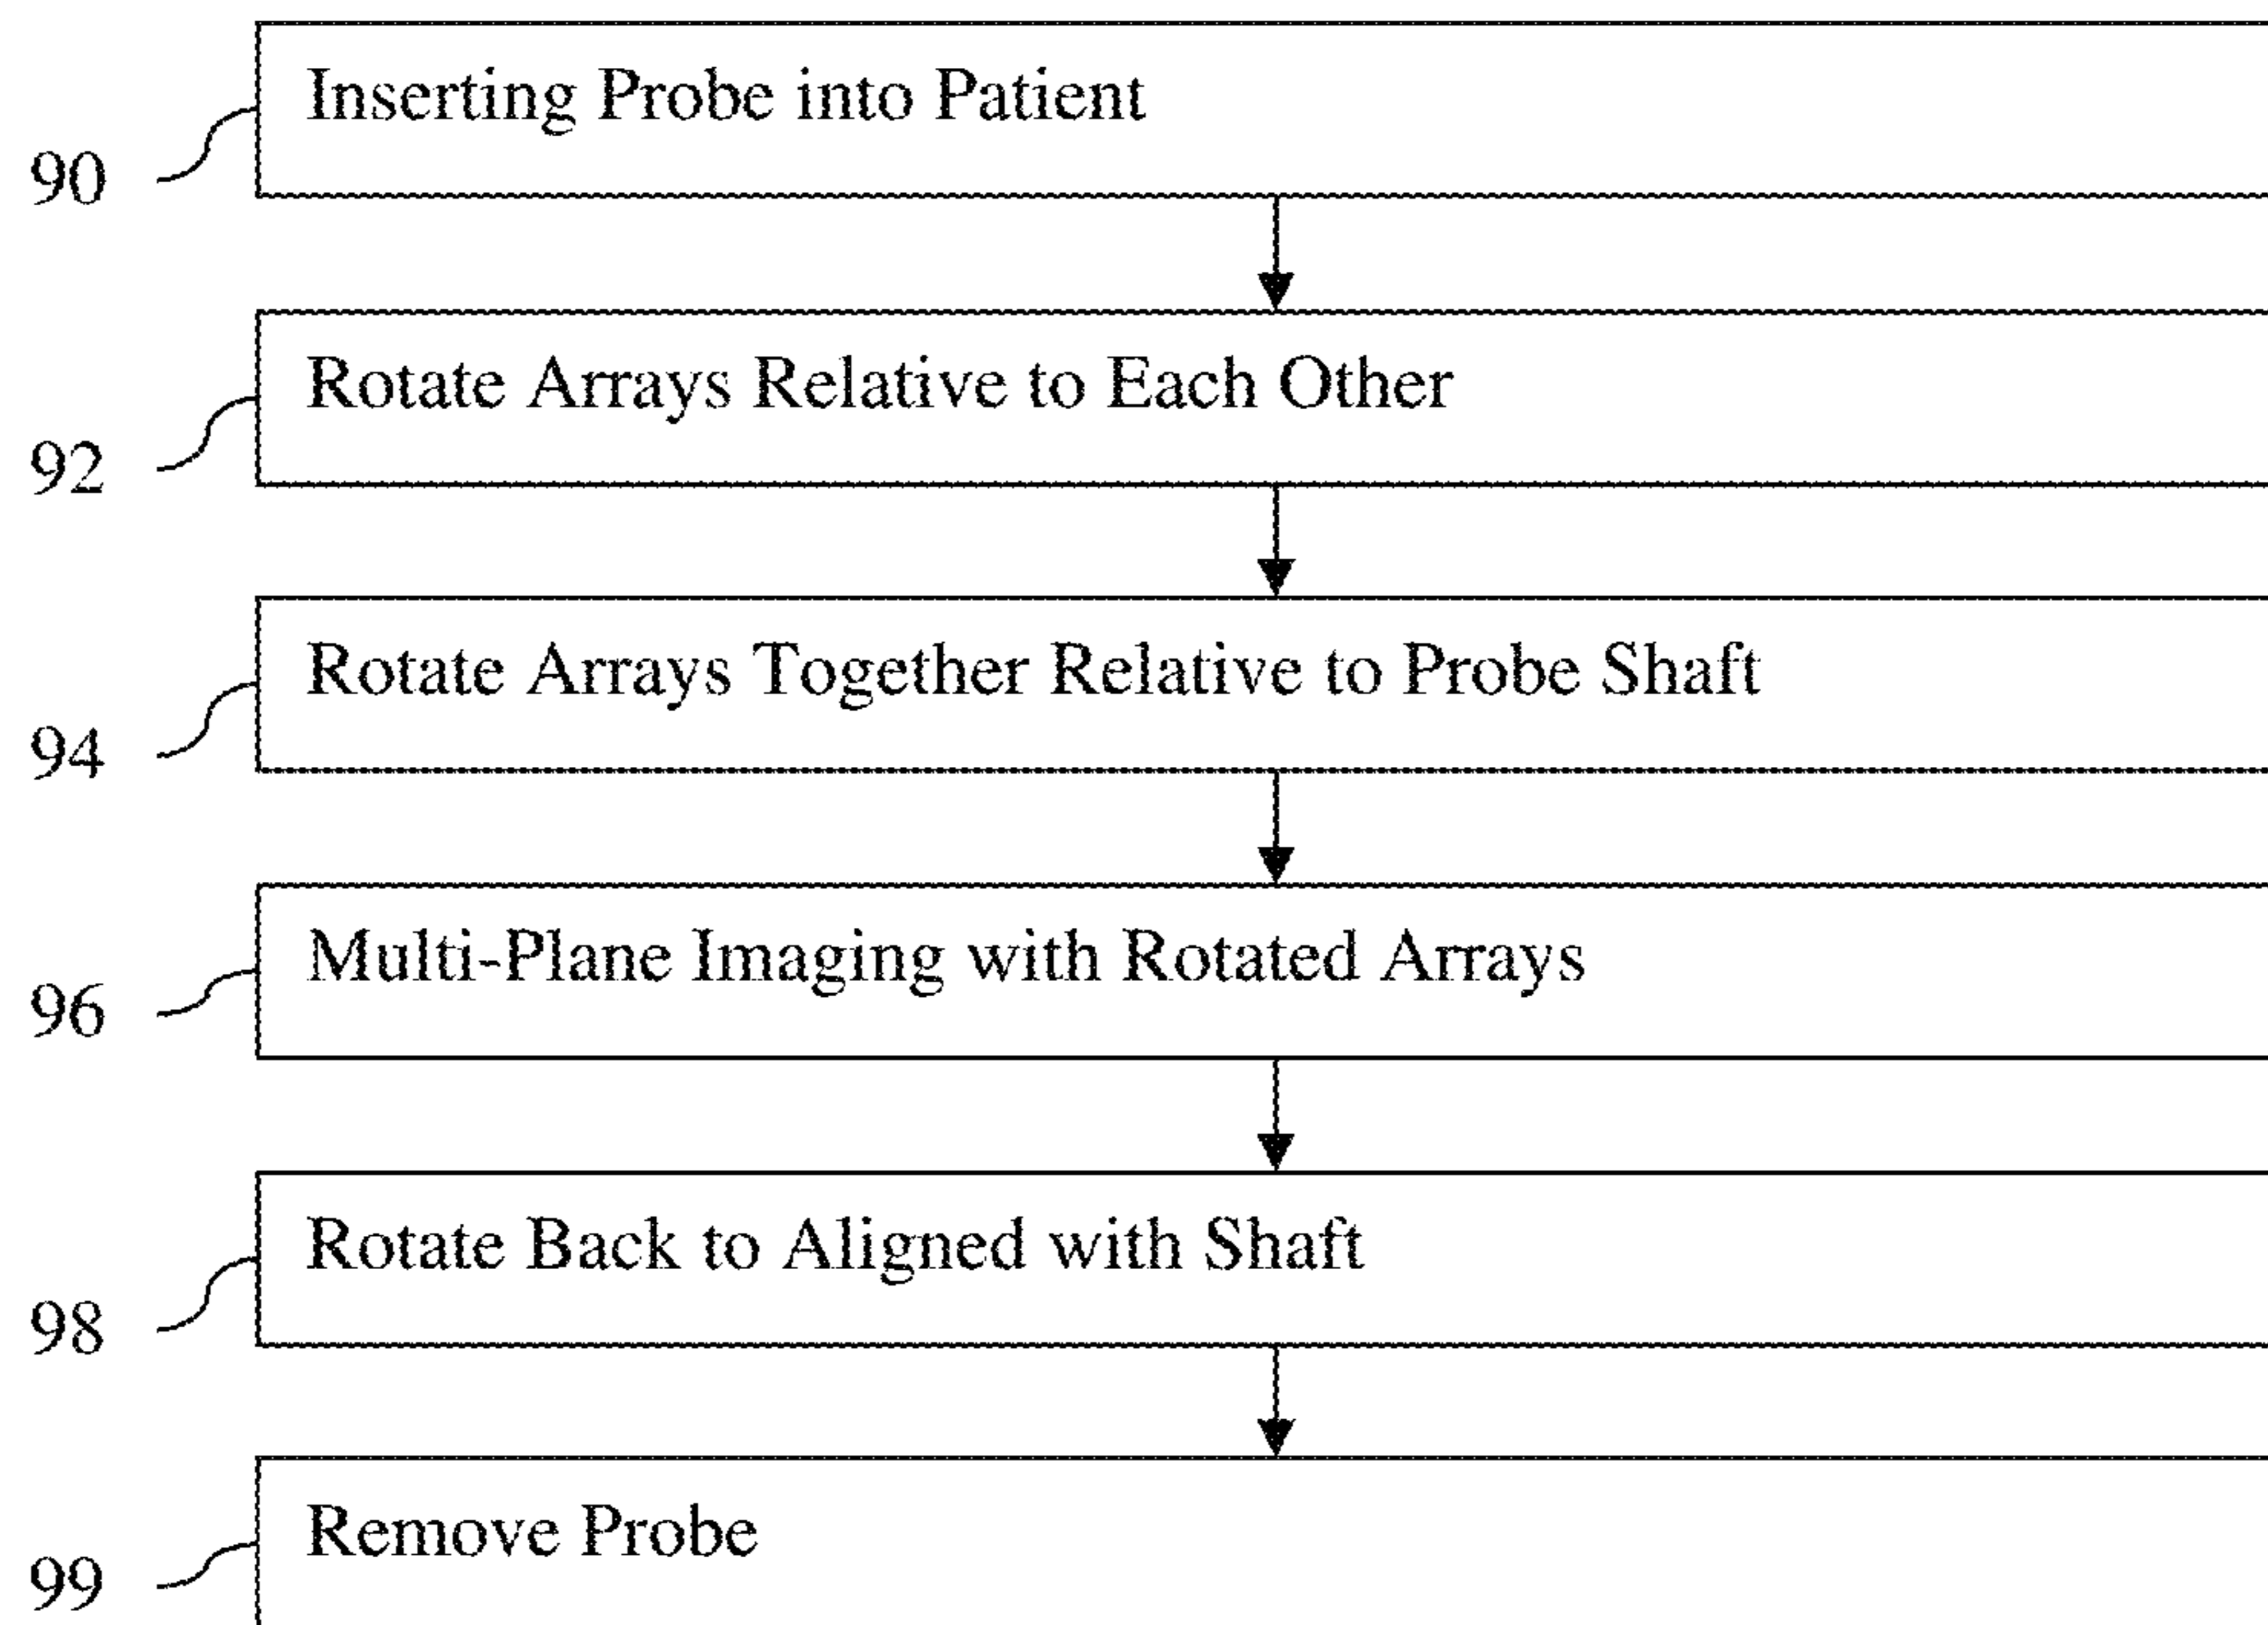 Inserting Probe into Patient
90
Rotate Arrays Relative to Each Other
92
Rotate Arrays Together Relative to Probe Shaft
94
Multi-Plane Imaging with Rotated Arrays
96
Rotate Back to Aligned with Shaft
98
Remove Probe
99